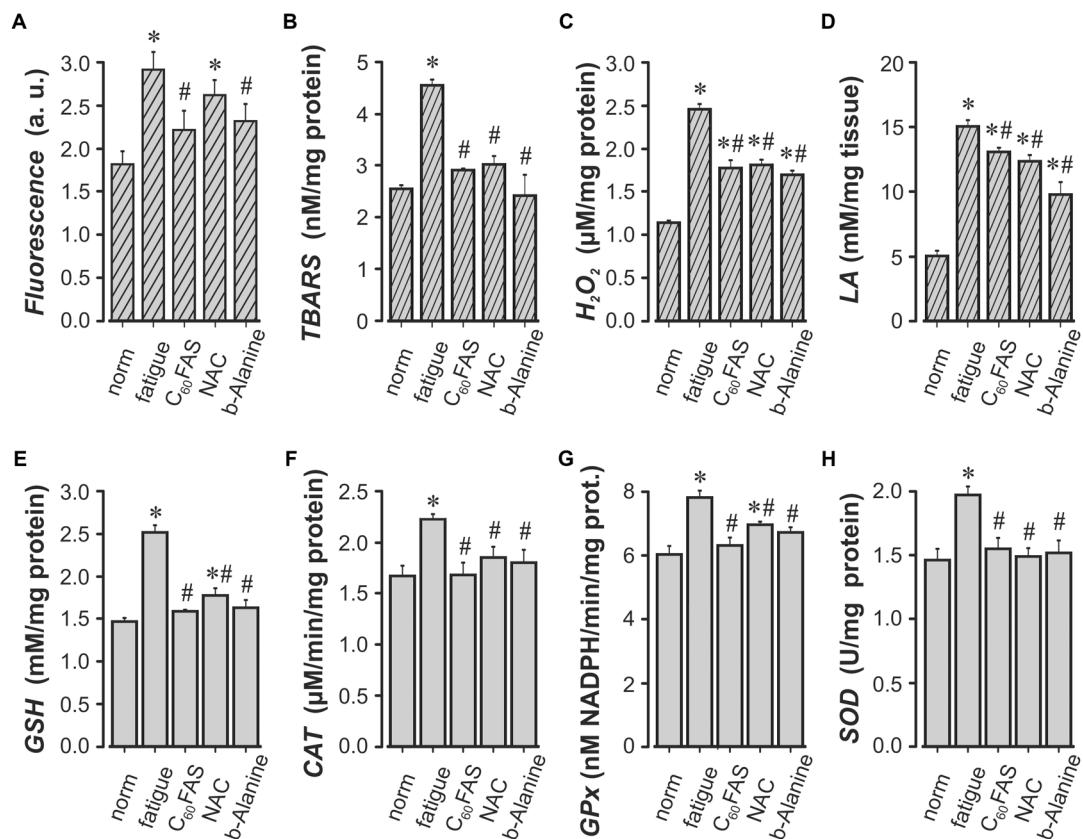 A
Fluorescence (a. u.)
3.0
2.5
2.0
1.5
1.0
0.5
0.0
*
#
*
#
norm
fatigue
C₆₀FAS
NAC
b-Alanine
B
TBARS (nM/mg protein)
5
4
3
2
1
0
*
#
#
#
norm
fatigue
C₆₀FAS
NAC
b-Alanine
C
H₂O₂ (µM/mg protein)
3.0
2.5
2.0
1.5
1.0
0.5
0.0
*
*#
*#
*#
norm
fatigue
C₆₀FAS
NAC
b-Alanine
D
LA (mM/mg tissue)
20
15
10
5
0
*
*#
*#
*#
norm
fatigue
C₆₀FAS
NAC
b-Alanine
E
GSH (mM/mg protein)
3.0
2.5
2.0
1.5
1.0
0.5
0.0
*
#
*#
#
norm
fatigue
C₆₀FAS
NAC
b-Alanine
F
CAT (µM/min/mg protein)
2.5
2.0
1.5
1.0
0.5
0.0
*
#
#
#
norm
fatigue
C₆₀FAS
NAC
b-Alanine
G
GPx (nM NADPH/min/mg prot.)
8
6
4
2
0
*
#
*#
#
norm
fatigue
C₆₀FAS
NAC
b-Alanine
H
SOD (U/mg protein)
2.0
1.5
1.0
0.5
0.0
*
#
#
#
norm
fatigue
C₆₀FAS
NAC
b-Alanine